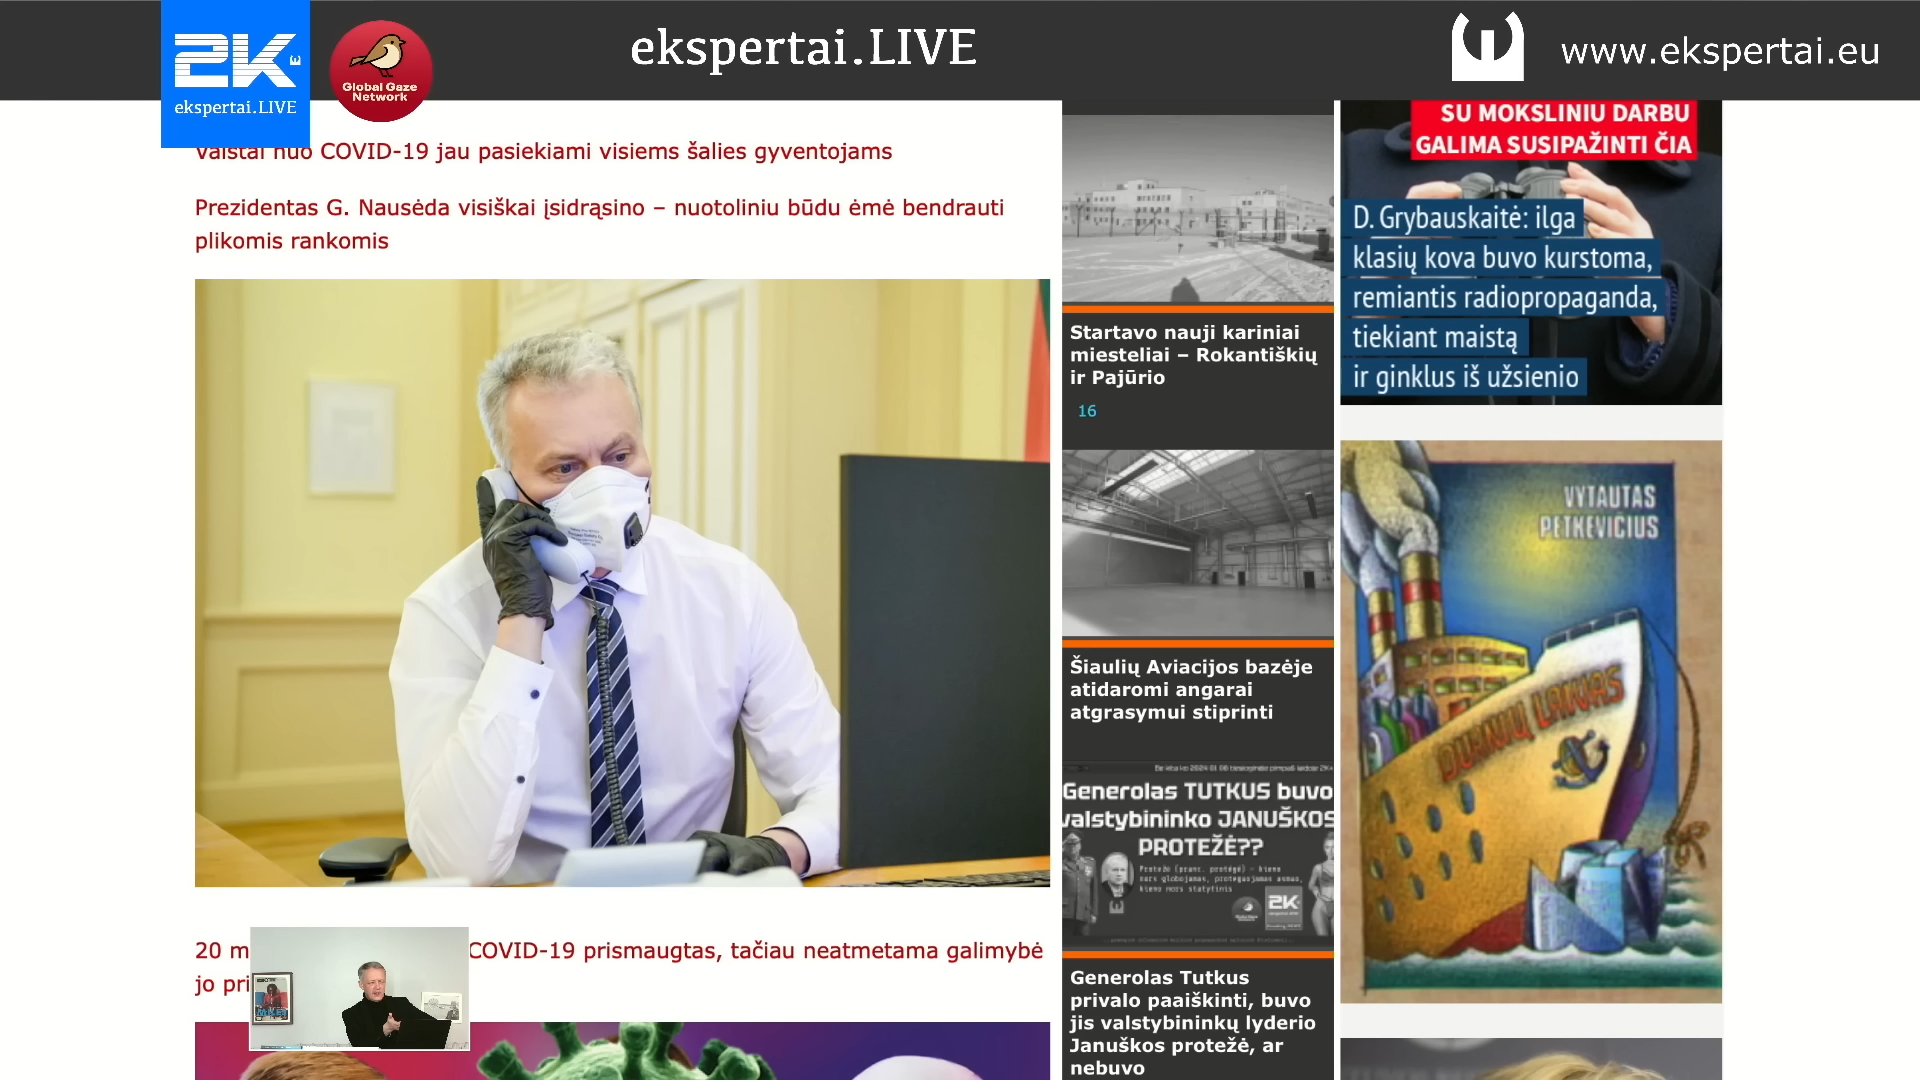 2K
ekspertai.LIVE
Global Gaze
Network
ekspertai.LIVE
www.ekspertai.eu
Vaistai nuo COVID-19 jau pasiekiami visiems šalies gyventojams
Prezidentas G. Nausėda visiškai įsidrąsino – nuotoliniu būdu ėmė bendrauti
plikomis rankomis
20 m
COVID-19 prismaugtas, tačiau neatmetama galimybė
jo pri
Startavo nauji kariniai
miesteliai – Rokantiškių
ir Pajūrio
16
Šiaulių Aviacijos bazėje
atidaromi angarai
atgrasymui stiprinti
Generolas TUTKUS buvo
valstybininko JANUŠKOS
PROTEŽĖ??
2K
Generolas Tutkus
privalo paaiškinti, buvo
jis valstybininkų lyderio
Januškos protežė, ar
nebuvo
SU MOKSLINIU DARBU
GALIMA SUSIPAŽINTI ČIA
D. Grybauskaitė: ilga
klasių kova buvo kurstoma,
remiantis radiopropaganda,
tiekiant maistą
ir ginklus iš užsienio
VYTAUTAS
PETKEVIČIUS
DURNIŲ LAIVAS